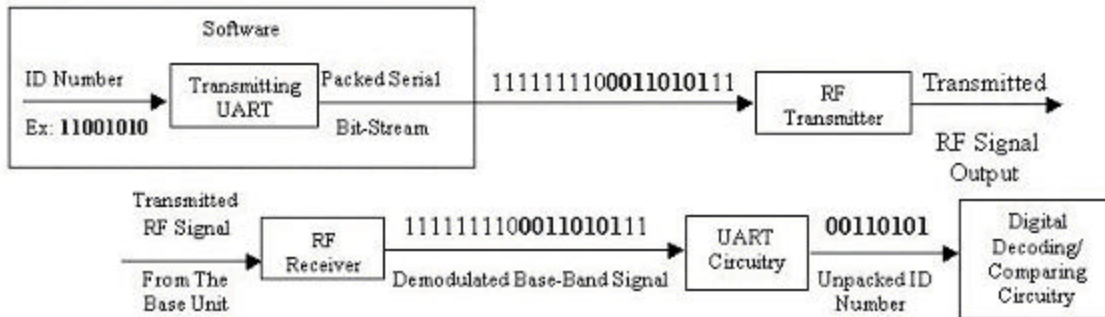 Software
ID Number
Ex: 11001010
Transmitting
UART
Packed Serial
Bit-Stream
11111111100011010111
RF
Transmitter
Transmitted
RF Signal
Output
Transmitted
RF Signal
From The
Base Unit
RF
Receiver
11111111100011010111
Demodulated Base-Band Signal
UART
Circuitry
00110101
Unpacked ID
Number
Digital
Decoding/
Comparing
Circuitry